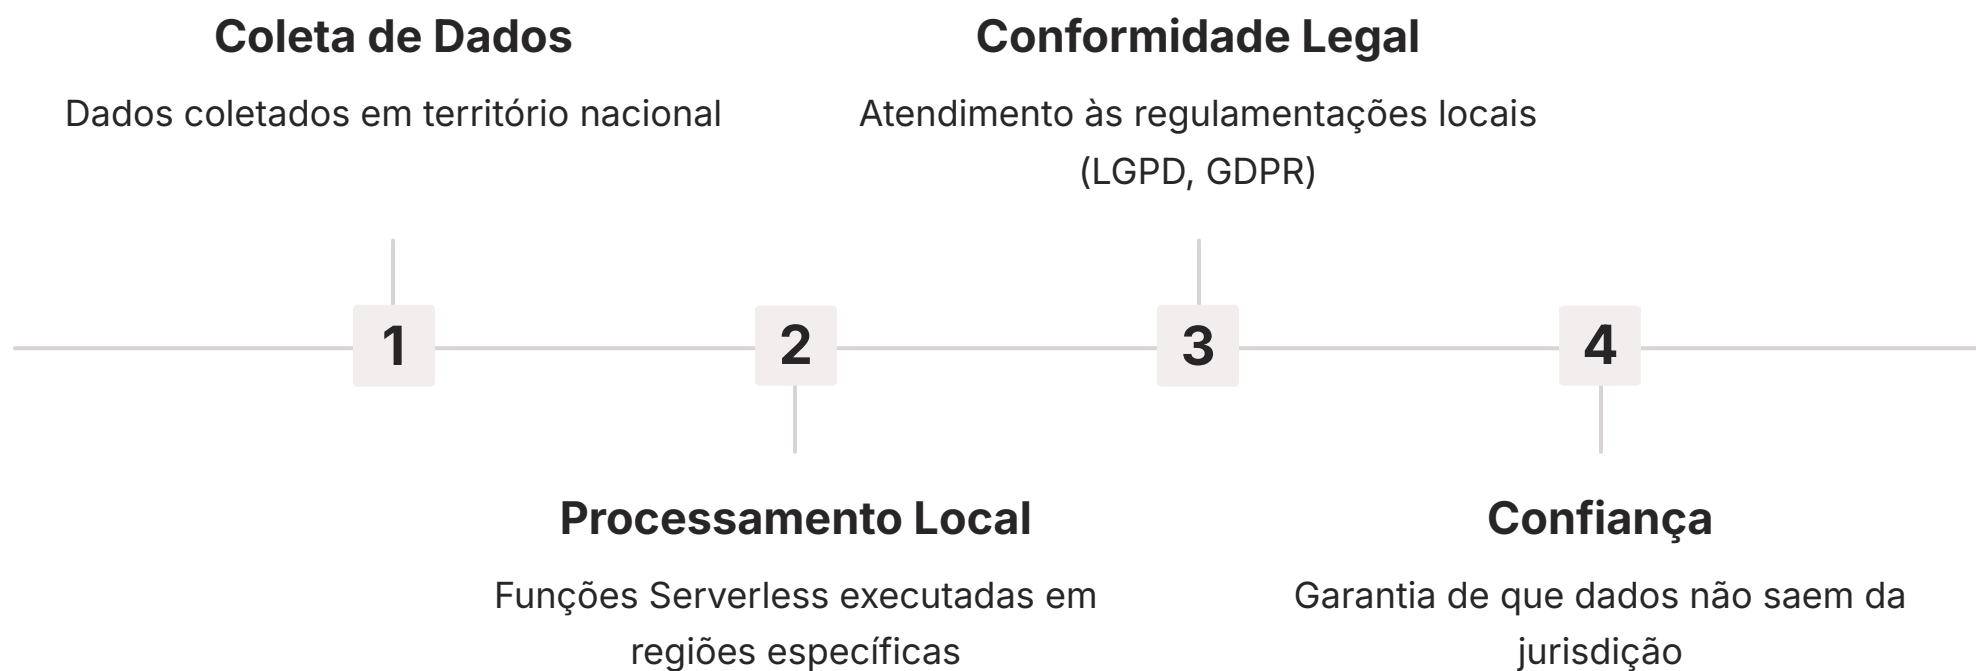 Coleta de Dados
Dados coletados em território nacional
1
2
Processamento Local
Funções Serverless executadas em
regiões específicas
Conformidade Legal
Atendimento às regulamentações locais
(LGPD, GDPR)
3
4
Confiança
Garantia de que dados não saem da
jurisdição